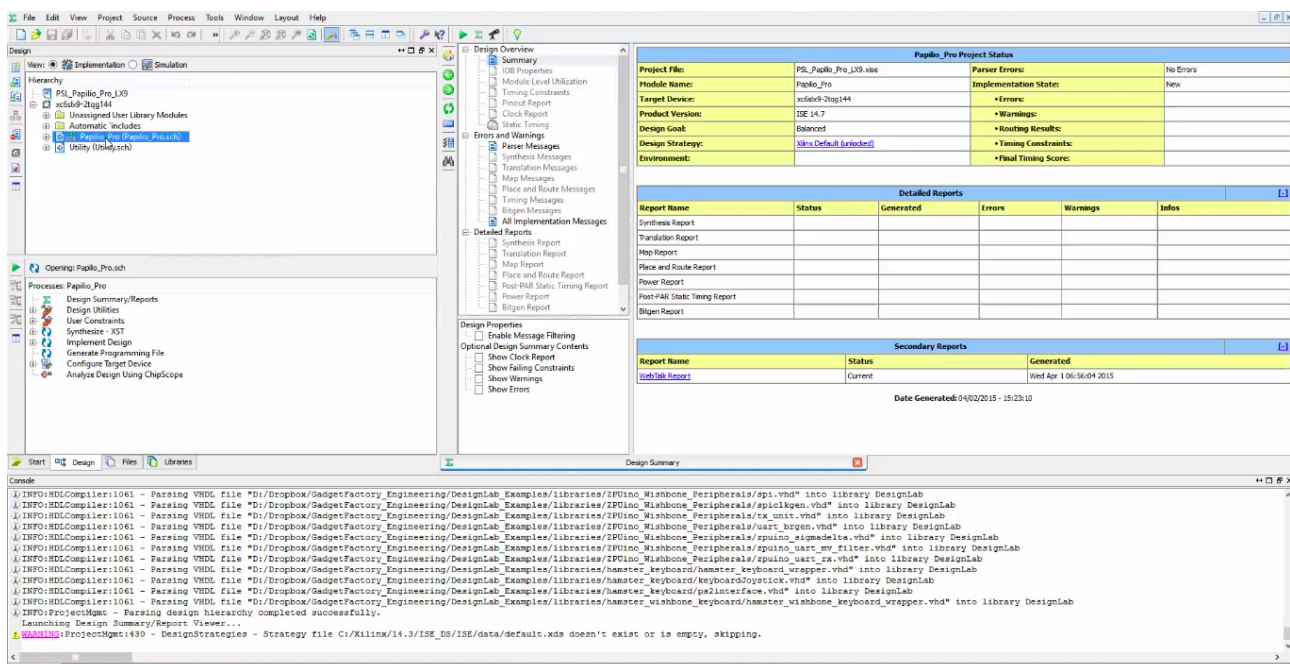 File Edit View Project Source Process Tools Window Layout Help
Design
View: Implementation Simulation
Hierarchy
PSL_Papilio_Pro_LX9
xc6slx9-2tqg144
Unassigned User Library Modules
Automatic `includes
Papilio_Pro (Papilio_Pro.sch)
Utility (Utility.sch)
Opening: Papilio_Pro.sch
Processes: Papilio_Pro
Design Summary/Reports
Design Utilities
User Constraints
Synthesize - XST
Implement Design
Generate Programming File
Configure Target Device
Analyze Design Using ChipScope
Start Design Files Libraries
Design Overview
Summary
IOB Properties
Module Level Utilization
Timing Constraints
Pinout Report
Clock Report
Static Timing
Errors and Warnings
Parser Messages
Synthesis Messages
Translation Messages
Map Messages
Place and Route Messages
Timing Messages
Bitgen Messages
All Implementation Messages
Detailed Reports
Synthesis Report
Translation Report
Map Report
Place and Route Report
Post-PAR Static Timing Report
Power Report
Bitgen Report
Design Properties
Enable Message Filtering
Optional Design Summary Contents
Show Clock Report
Show Failing Constraints
Show Warnings
Show Errors
Papilio_Pro Project Status
Project File: PSL_Papilio_Pro_LX9.xise Parser Errors: No Errors
Module Name: Papilio_Pro Implementation State: New
Target Device: xc6slx9-2tqg144 •Errors:
Product Version: ISE 14.7 •Warnings:
Design Goal: Balanced •Routing Results:
Design Strategy: Xilinx Default (unlocked) •Timing Constraints:
Environment: •Final Timing Score:
Detailed Reports [-]
Report Name Status Generated Errors Warnings Infos
Synthesis Report
Translation Report
Map Report
Place and Route Report
Power Report
Post-PAR Static Timing Report
Bitgen Report
Secondary Reports [-]
Report Name Status Generated
WebTalk Report Current Wed Apr 1 06:56:04 2015
Date Generated: 04/02/2015 - 15:23:10
Design Summary
Console
INFO:HDLCompiler:1061 - Parsing VHDL file "D:/Dropbox/GadgetFactory_Engineering/DesignLab_Examples/libraries/ZPUino_Wishbone_Peripherals/spi.vhd" into library DesignLab
INFO:HDLCompiler:1061 - Parsing VHDL file "D:/Dropbox/GadgetFactory_Engineering/DesignLab_Examples/libraries/ZPUino_Wishbone_Peripherals/spiclkgen.vhd" into library DesignLab
INFO:HDLCompiler:1061 - Parsing VHDL file "D:/Dropbox/GadgetFactory_Engineering/DesignLab_Examples/libraries/ZPUino_Wishbone_Peripherals/tx_unit.vhd" into library DesignLab
INFO:HDLCompiler:1061 - Parsing VHDL file "D:/Dropbox/GadgetFactory_Engineering/DesignLab_Examples/libraries/ZPUino_Wishbone_Peripherals/uart_brgen.vhd" into library DesignLab
INFO:HDLCompiler:1061 - Parsing VHDL file "D:/Dropbox/GadgetFactory_Engineering/DesignLab_Examples/libraries/ZPUino_Wishbone_Peripherals/zpuino_sigmadelta.vhd" into library DesignLab
INFO:HDLCompiler:1061 - Parsing VHDL file "D:/Dropbox/GadgetFactory_Engineering/DesignLab_Examples/libraries/ZPUino_Wishbone_Peripherals/zpuino_uart_mv_filter.vhd" into library DesignLab
INFO:HDLCompiler:1061 - Parsing VHDL file "D:/Dropbox/GadgetFactory_Engineering/DesignLab_Examples/libraries/ZPUino_Wishbone_Peripherals/zpuino_uart_rx.vhd" into library DesignLab
INFO:HDLCompiler:1061 - Parsing VHDL file "D:/Dropbox/GadgetFactory_Engineering/DesignLab_Examples/libraries/hamster_keyboard/hamster_keyboard_wrapper.vhd" into library DesignLab
INFO:HDLCompiler:1061 - Parsing VHDL file "D:/Dropbox/GadgetFactory_Engineering/DesignLab_Examples/libraries/hamster_keyboard/keyboardJoystick.vhd" into library DesignLab
INFO:HDLCompiler:1061 - Parsing VHDL file "D:/Dropbox/GadgetFactory_Engineering/DesignLab_Examples/libraries/hamster_keyboard/ps2interface.vhd" into library DesignLab
INFO:HDLCompiler:1061 - Parsing VHDL file "D:/Dropbox/GadgetFactory_Engineering/DesignLab_Examples/libraries/hamster_wishbone_keyboard/hamster_wishbone_keyboard_wrapper.vhd" into library DesignLab
INFO:ProjectMgmt - Parsing design hierarchy completed successfully.
Launching Design Summary/Report Viewer...
WARNING:ProjectMgmt:430 - DesignStrategies - Strategy file C:/Xilinx/14.3/ISE_DS/ISE/data/default.xds doesn't exist or is empty, skipping.